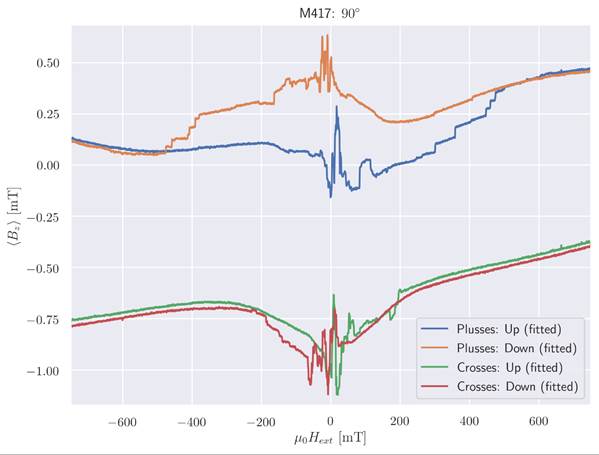 M417: 90°
0.50
0.25
0.00
−0.25
−0.50
−0.75
−1.00
⟨B_z⟩ [mT]
Plusses: Up (fitted)
Plusses: Down (fitted)
Crosses: Up (fitted)
Crosses: Down (fitted)
−600 −400 −200 0 200 400 600
μ₀H_ext [mT]